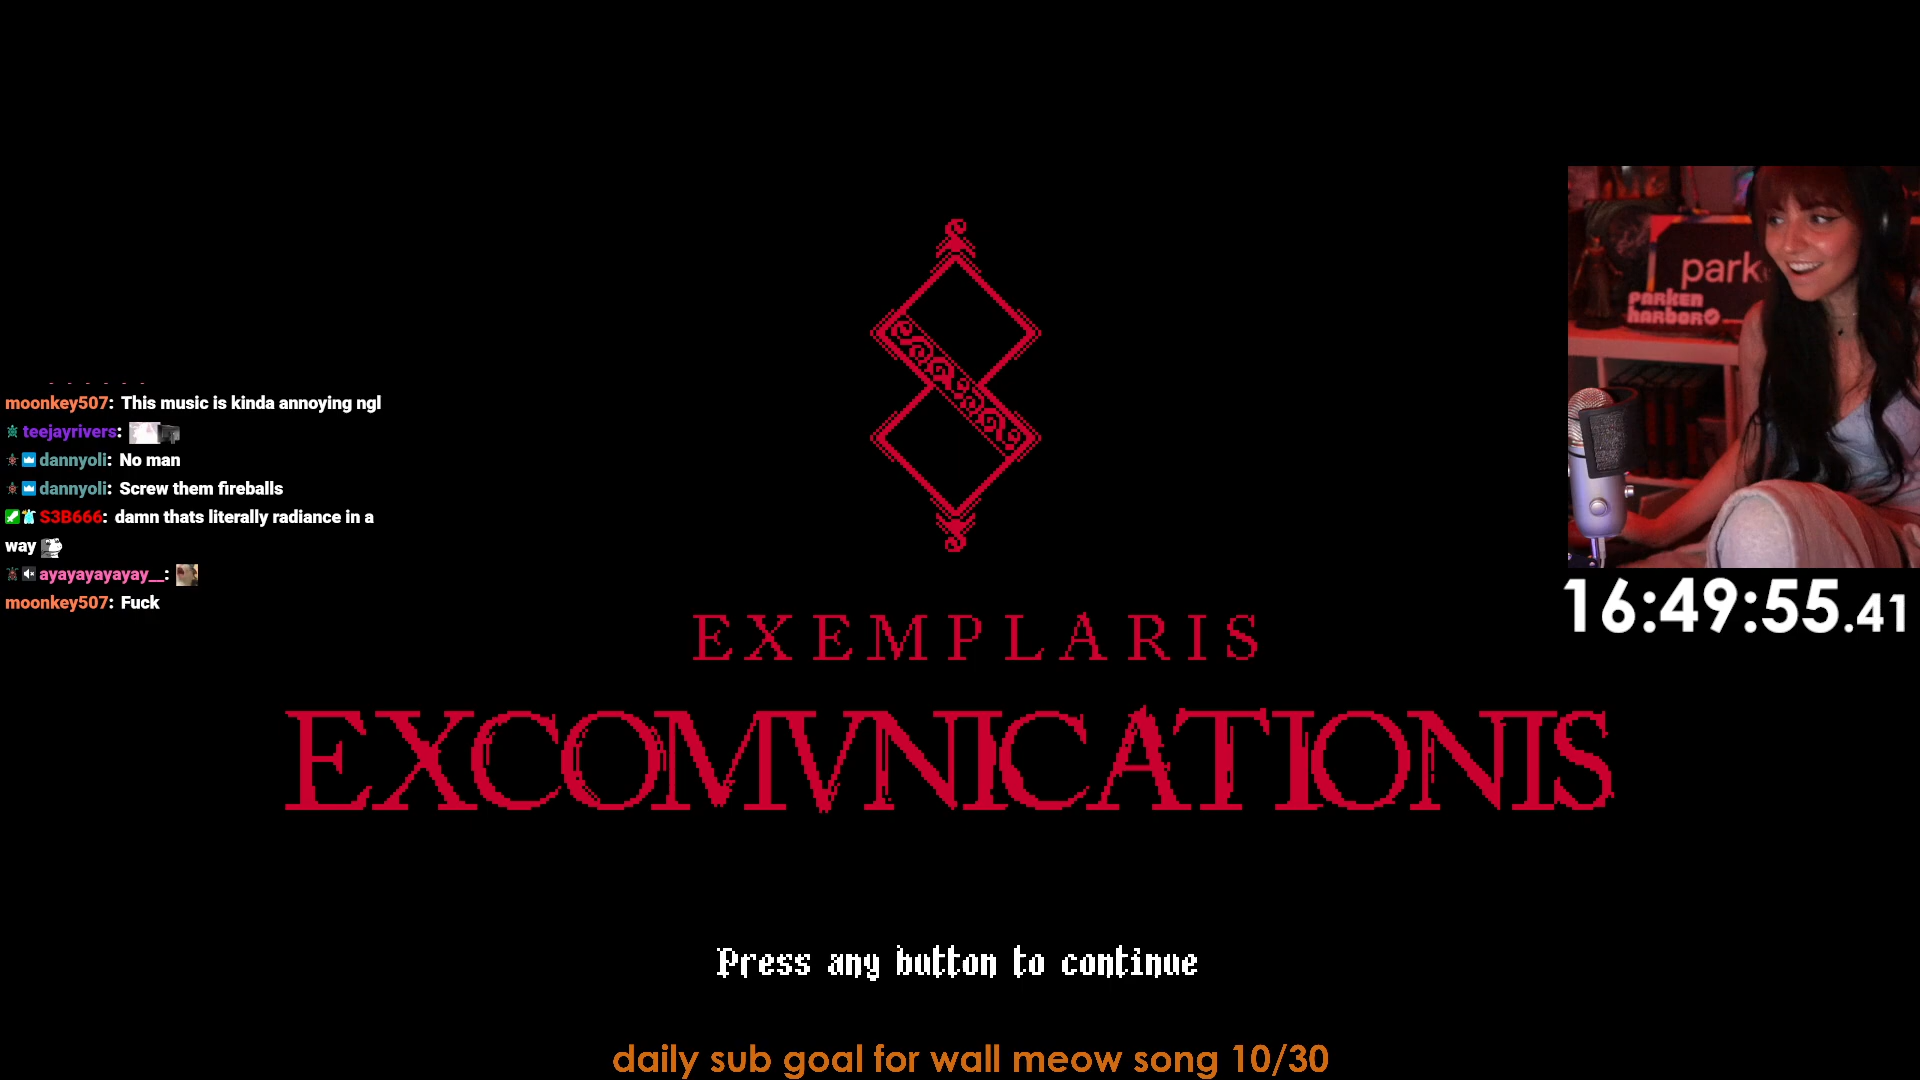 moonkey507: This music is kinda annoying ngl
teejayrivers:
dannyoli: No man
dannyoli: Screw them fireballs
S3B666: damn thats literally radiance in a
way
ayayayayayay__:
moonkey507: Fuck
park
PARKEN
HARBOR
16:49:55.41
EXEMPLARIS
EXCOMVNICATIONIS
Press any button to continue
daily sub goal for wall meow song 10/30